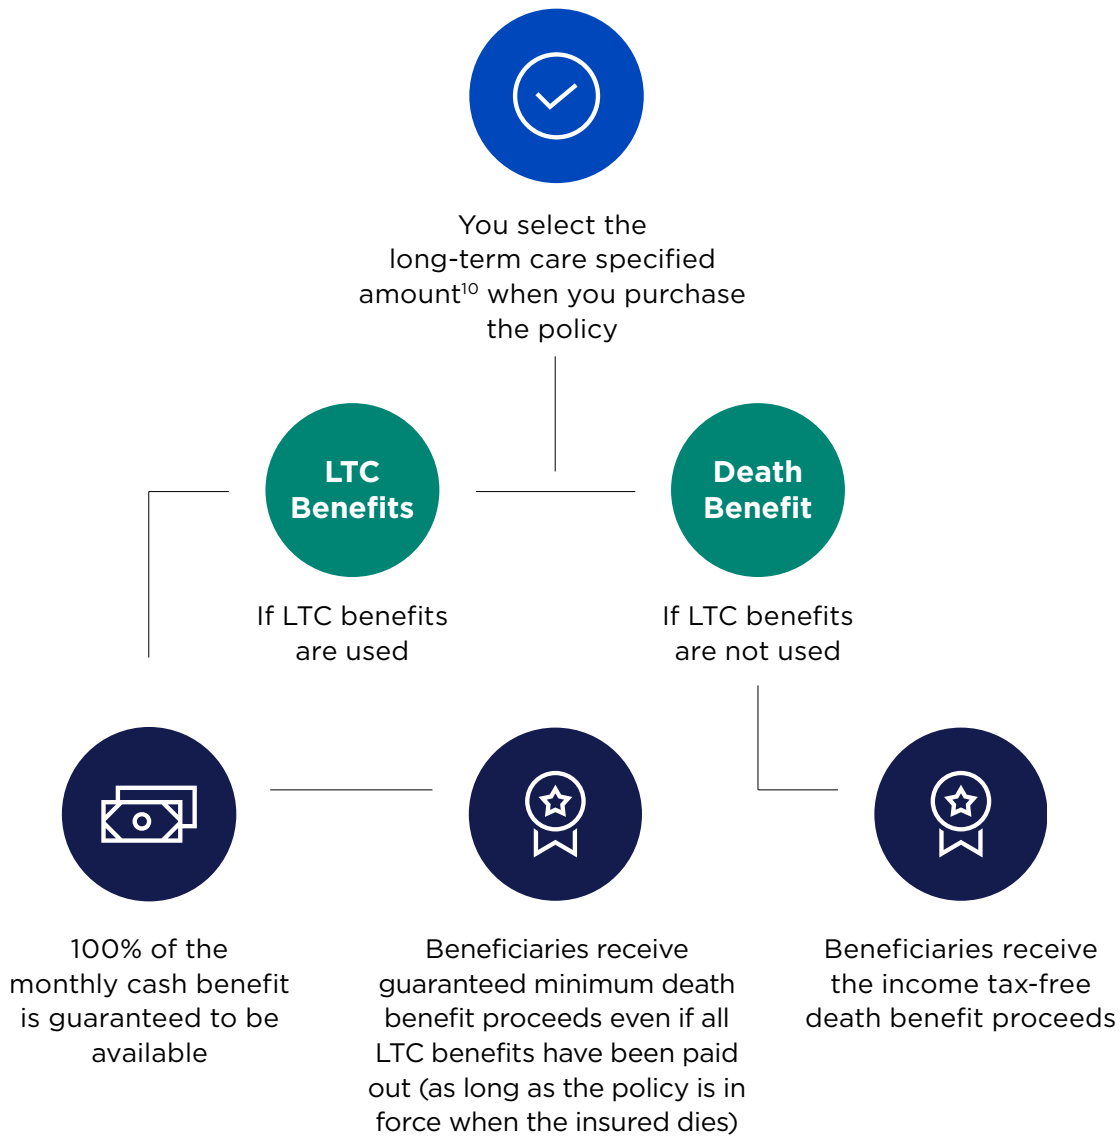 You select the
long-term care specified
amount¹⁰ when you purchase
the policy
LTC
Benefits
Death
Benefit
If LTC benefits
are used
If LTC benefits
are not used
100% of the
monthly cash benefit
is guaranteed to be
available
Beneficiaries receive
guaranteed minimum death
benefit proceeds even if all
LTC benefits have been paid
out (as long as the policy is in
force when the insured dies)
Beneficiaries receive
the income tax-free
death benefit proceeds